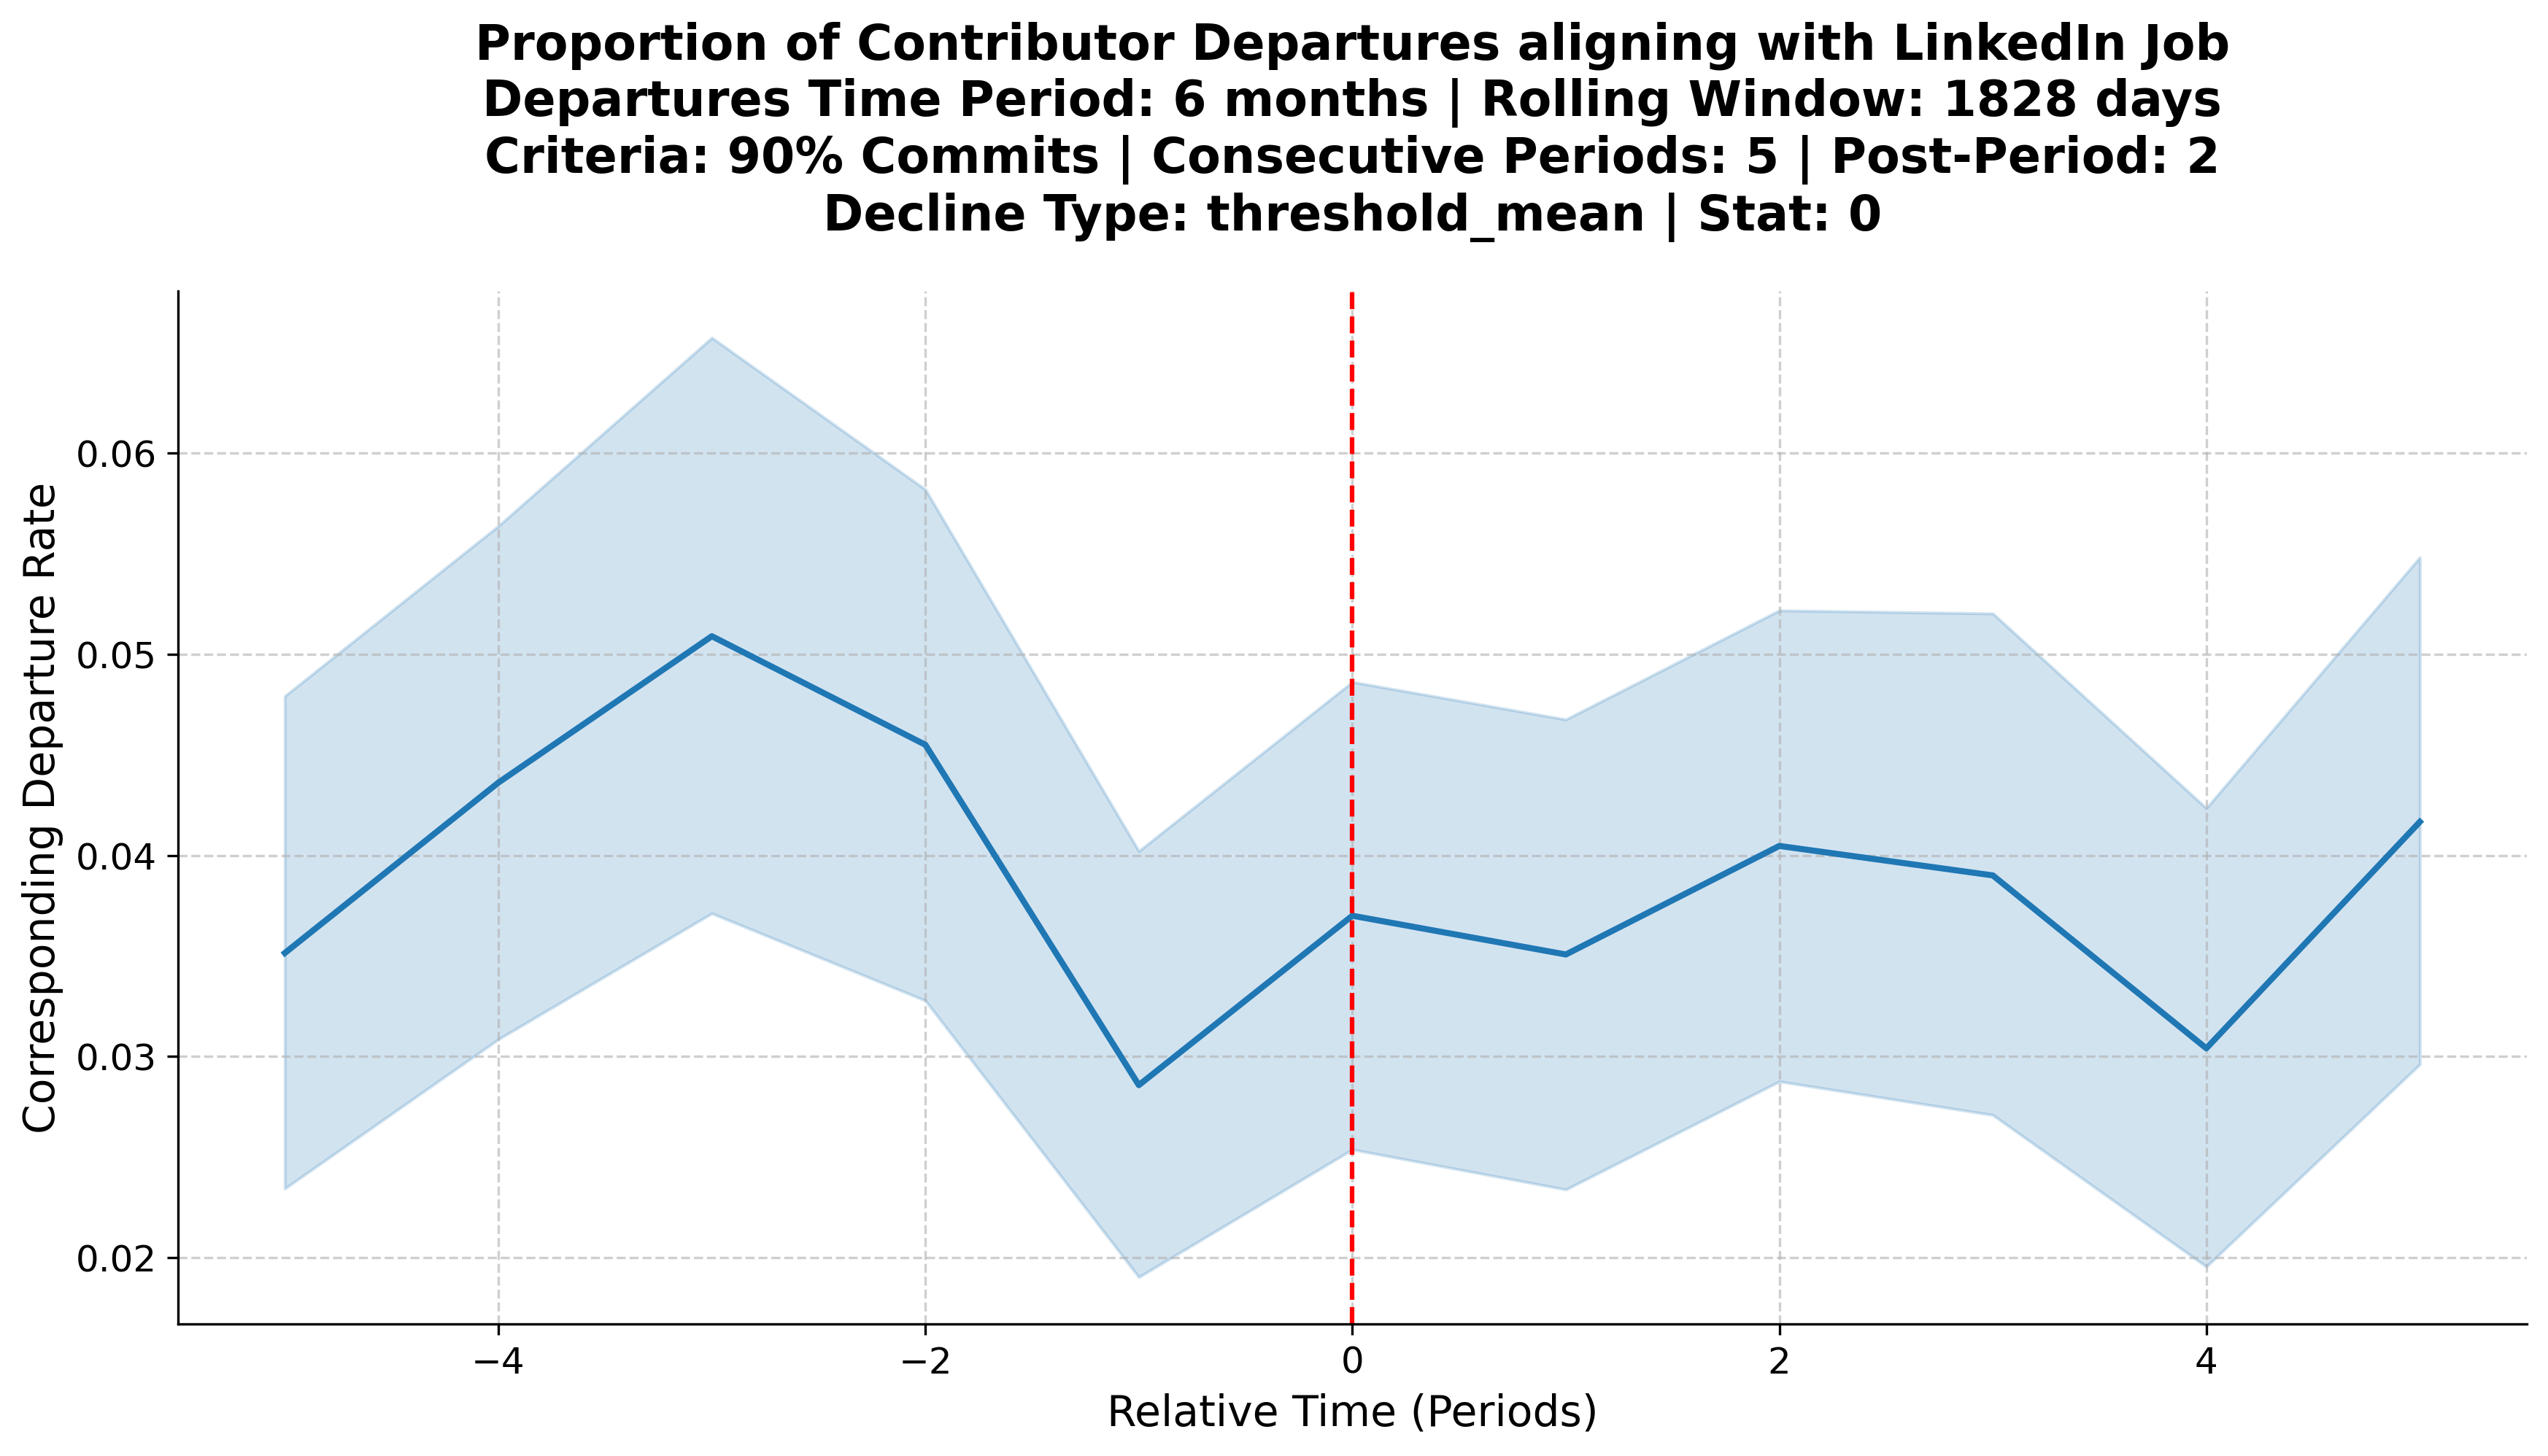 Proportion of Contributor Departures aligning with LinkedIn Job
Departures Time Period: 6 months | Rolling Window: 1828 days
Criteria: 90% Commits | Consecutive Periods: 5 | Post-Period: 2
Decline Type: threshold_mean | Stat: 0
Corresponding Departure Rate
0.06
0.05
0.04
0.03
0.02
−4
−2
0
2
4
Relative Time (Periods)